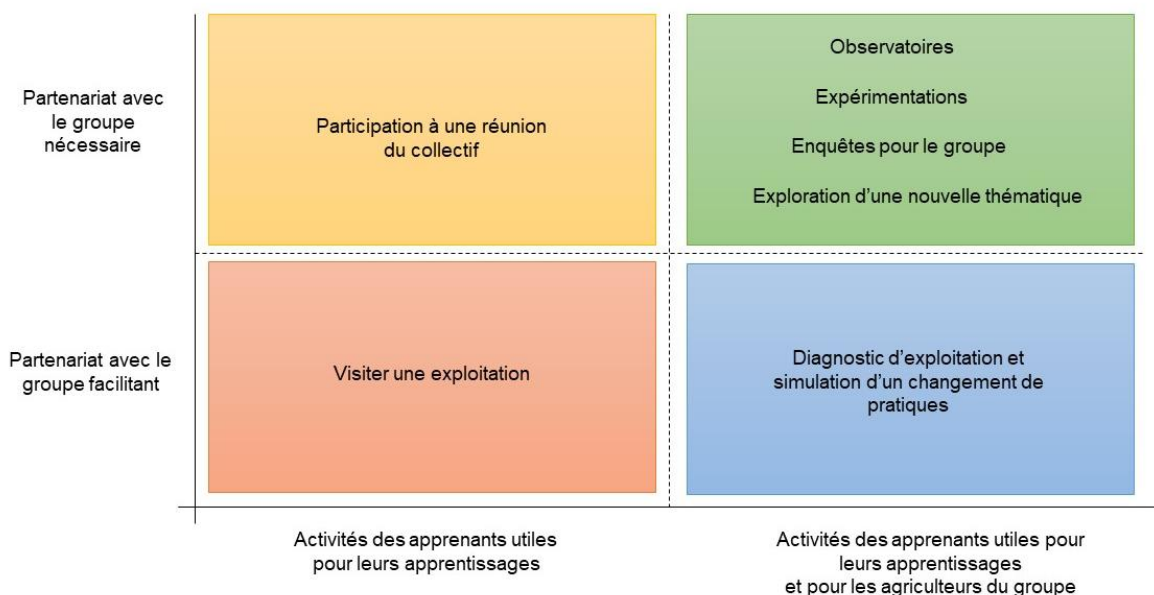 Partenariat avec
le groupe
nécessaire
Participation à une réunion
du collectif
Observatoires
Expérimentations
Enquêtes pour le groupe
Exploration d’une nouvelle thématique
Partenariat avec le
groupe facilitant
Visiter une exploitation
Diagnostic d’exploitation et
simulation d’un changement de
pratiques
Activités des apprenants utiles
pour leurs apprentissages
Activités des apprenants utiles pour
leurs apprentissages
et pour les agriculteurs du groupe